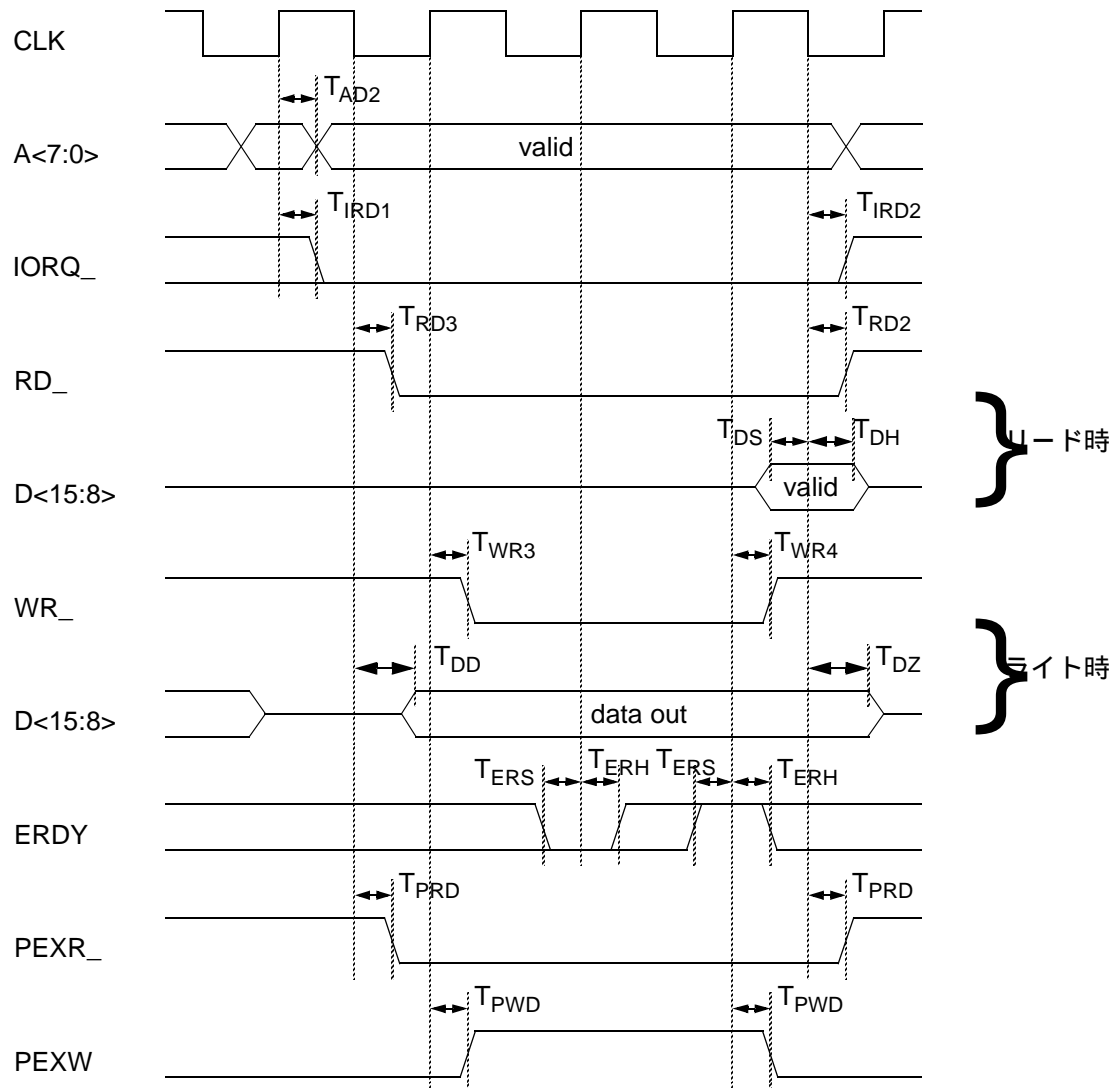 CLK
TAD2
A<7:0>
valid
TIRD1
TIRD2
IORQ_
TRD3
TRD2
RD_
TDS
TDH
リード時
D<15:8>
valid
TWR3
TWR4
WR_
TDD
TDZ
ライト時
D<15:8>
data out
TERS
TERH
TERS
TERH
ERDY
TPRD
TPRD
PEXR_
TPWD
TPWD
PEXW